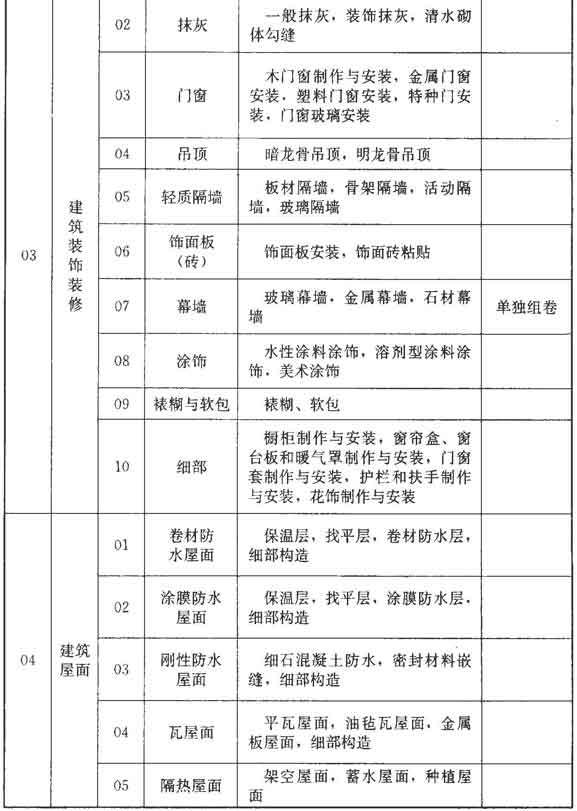 02 抹灰 一般抹灰，装饰抹灰，清水砌
体勾缝
03 门窗 木门窗制作与安装，金属门窗
安装，塑料门窗安装，特种门安
装，门窗玻璃安装
04 吊顶 暗龙骨吊顶，明龙骨吊顶
03 建筑装饰装修
05 轻质隔墙 板材隔墙，骨架隔墙，活动隔
墙，玻璃隔墙
06 饰面板
（砖） 饰面板安装，饰面砖粘贴
07 幕墙 玻璃幕墙，金属幕墙，石材幕
墙 单独组卷
08 涂饰 水性涂料涂饰，溶剂型涂料涂
饰，美术涂饰
09 裱糊与软包 裱糊、软包
10 细部 橱柜制作与安装，窗帘盒、窗
台板和暖气罩制作与安装，门窗
套制作与安装，护栏和扶手制作
与安装，花饰制作与安装
04 建筑
屋面
01 卷材防
水屋面 保温层，找平层，卷材防水层，
细部构造
02 涂膜防水
屋面 保温层，找平层，涂膜防水层，
细部构造
03 刚性防水
屋面 细石混凝土防水，密封材料嵌
缝，细部构造
04 瓦屋面 平瓦屋面，油毡瓦屋面，金属
板屋面，细部构造
05 隔热屋面 架空屋面，蓄水屋面，种植屋
面